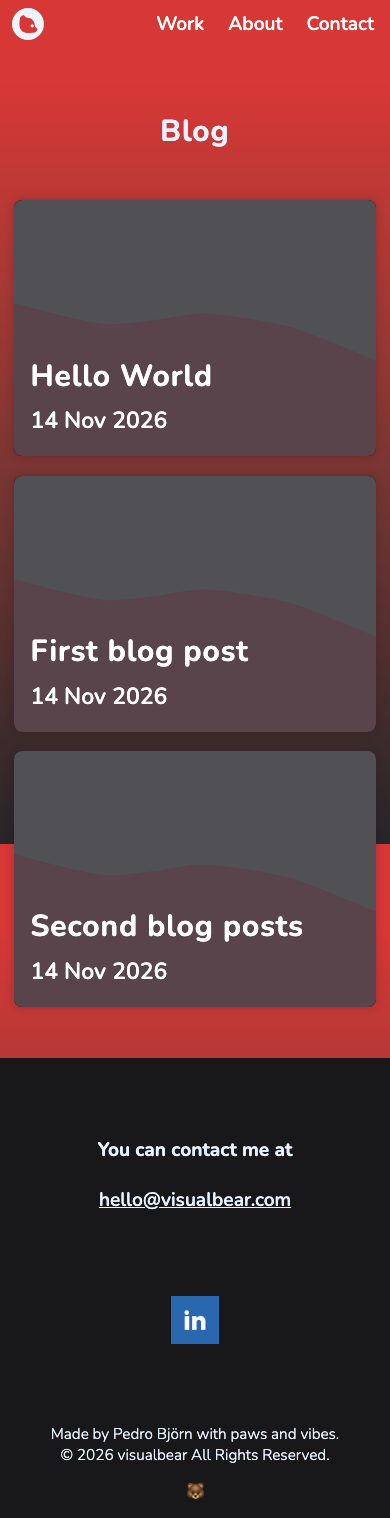 Work About Contact
Blog
Hello World
14 Nov 2026
First blog post
14 Nov 2026
Second blog posts
14 Nov 2026
You can contact me at
hello@visualbear.com
in
Made by Pedro Björn with paws and vibes.
© 2026 visualbear All Rights Reserved.
🐻